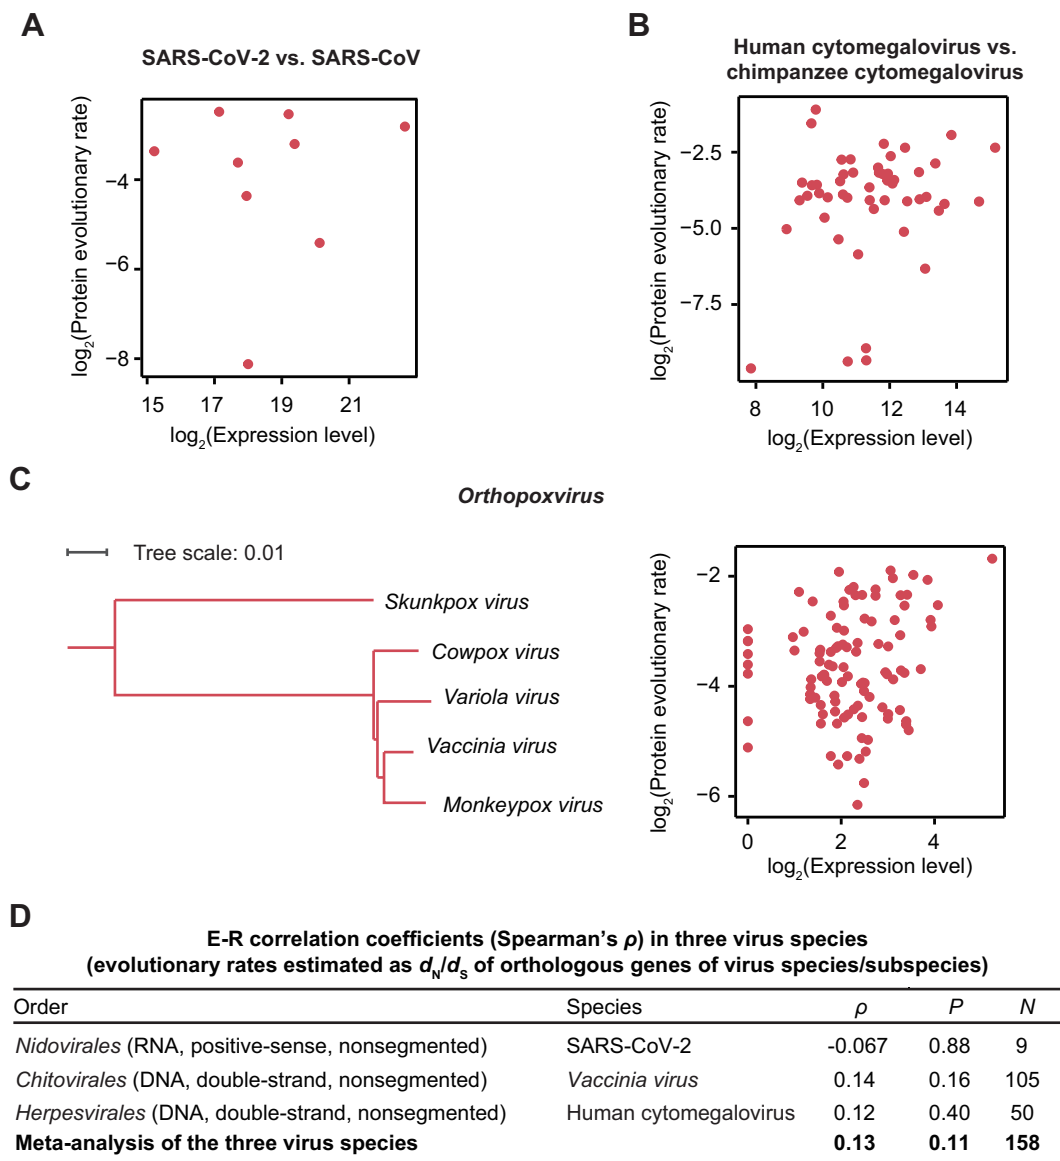 A
SARS-CoV-2 vs. SARS-CoV
log2(Protein evolutionary rate)
−4
−6
−8
15 17 19 21
log2(Expression level)
B
Human cytomegalovirus vs.
chimpanzee cytomegalovirus
log2(Protein evolutionary rate)
−2.5
−5.0
−7.5
8 10 12 14
log2(Expression level)
C
Orthopoxvirus
Tree scale: 0.01
Skunkpox virus
Cowpox virus
Variola virus
Vaccinia virus
Monkeypox virus
log2(Protein evolutionary rate)
−2
−4
−6
0 2 4
log2(Expression level)
D
E-R correlation coefficients (Spearman's ρ) in three virus species
(evolutionary rates estimated as dN/dS of orthologous genes of virus species/subspecies)
Order Species ρ P N
Nidovirales (RNA, positive-sense, nonsegmented) SARS-CoV-2 -0.067 0.88 9
Chitovirales (DNA, double-strand, nonsegmented) Vaccinia virus 0.14 0.16 105
Herpesvirales (DNA, double-strand, nonsegmented) Human cytomegalovirus 0.12 0.40 50
Meta-analysis of the three virus species 0.13 0.11 158